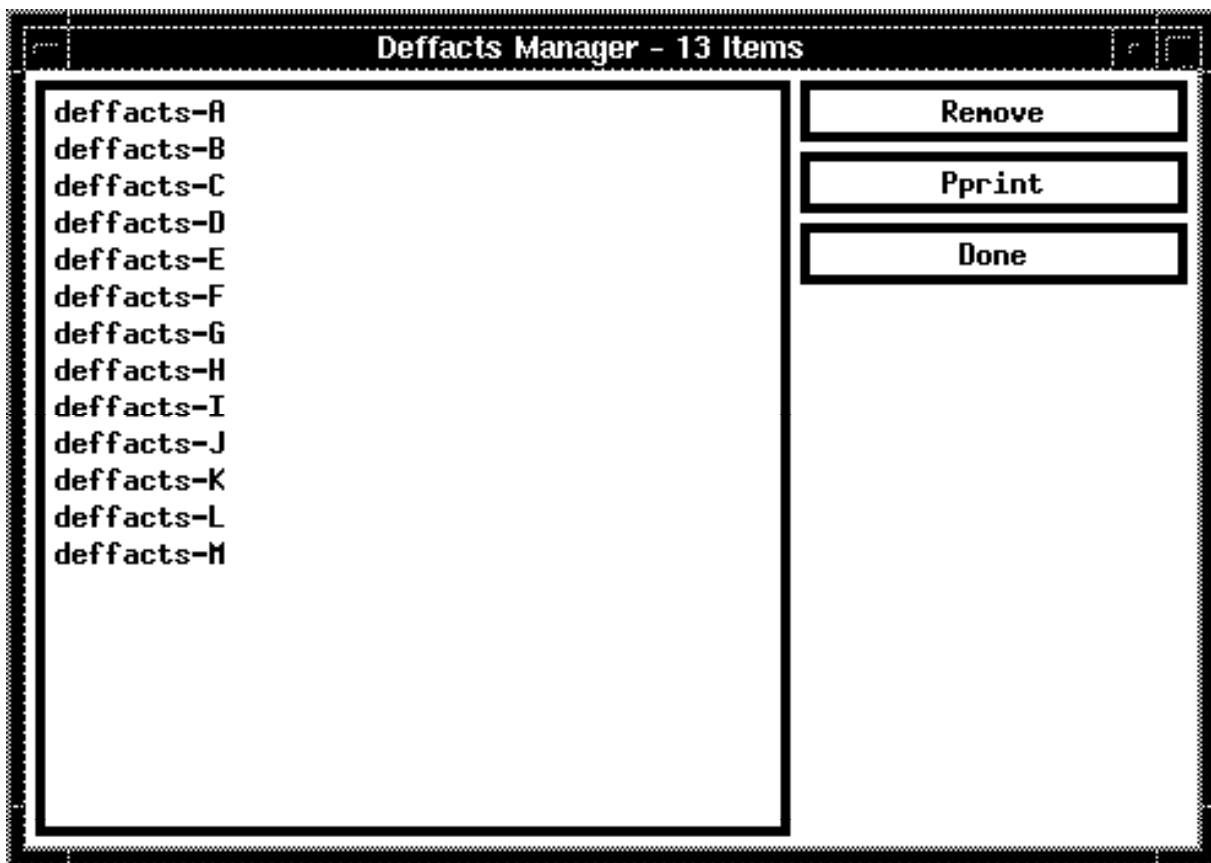 Deffacts Manager - 13 Items
deffacts-A
deffacts-B
deffacts-C
deffacts-D
deffacts-E
deffacts-F
deffacts-G
deffacts-H
deffacts-I
deffacts-J
deffacts-K
deffacts-L
deffacts-M
Remove
Pprint
Done